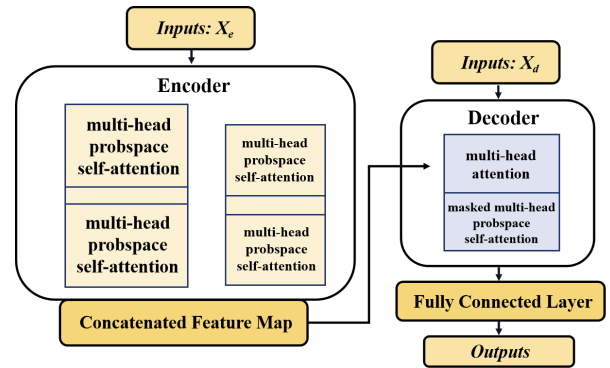 Inputs: Xe
Encoder
multi-head
probspace
self-attention
multi-head
probspace
self-attention
multi-head
probspace
self-attention
multi-head
probspace
self-attention
Concatenated Feature Map
Inputs: Xd
Decoder
multi-head
attention
masked multi-head
probspace
self-attention
Fully Connected Layer
Outputs